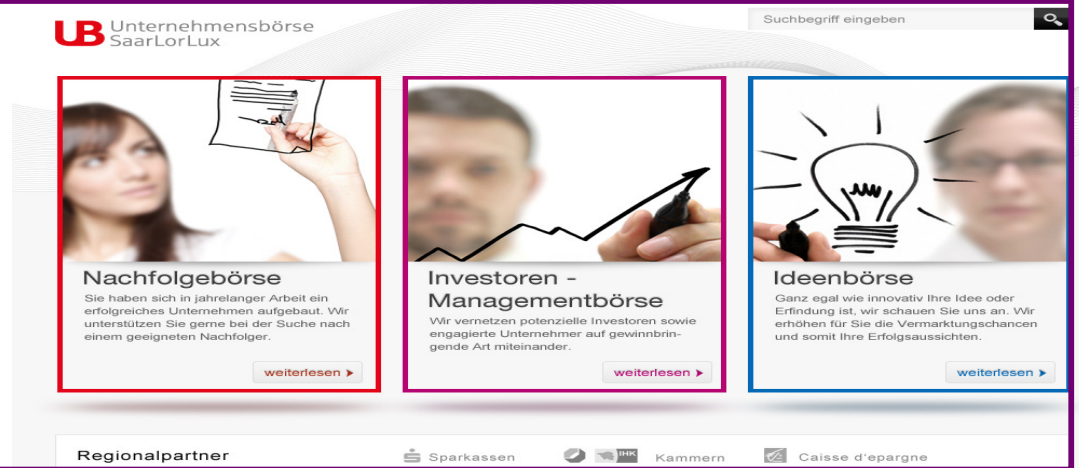 UB Unternehmensbörse
SaarLorLux
Suchbegriff eingeben
Nachfolgebörse
Sie haben sich in jahrelanger Arbeit ein
erfolgreiches Unternehmen aufgebaut. Wir
unterstützen Sie gerne bei der Suche nach
einem geeigneten Nachfolger.
weiterlesen
Investoren -
Managementbörse
Wir vernetzen potenzielle Investoren sowie
engagierte Unternehmer auf gewinnbrin-
gende Art miteinander.
weiterlesen
Ideenbörse
Ganz egal wie innovativ Ihre Idee oder
Erfindung ist, wir schauen Sie uns an. Wir
erhöhen für Sie die Vermarktungschancen
und somit Ihre Erfolgsaussichten.
weiterlesen
Regionalpartner
Sparkassen
IHK Kammern
Caisse d'epargne